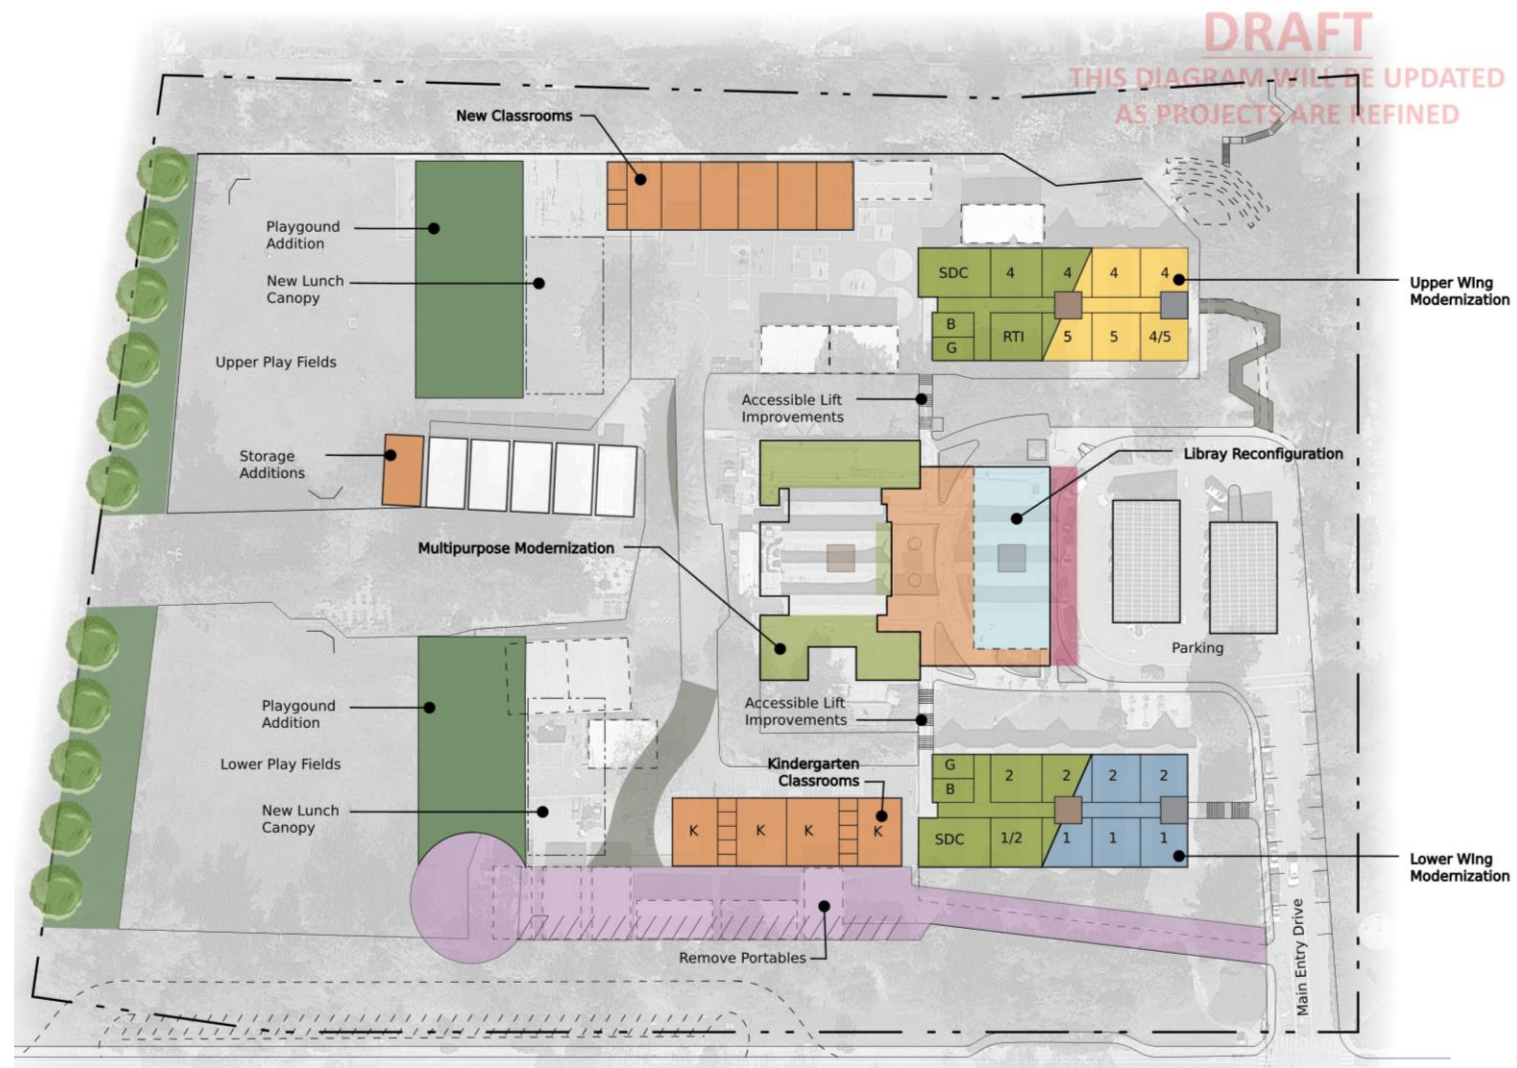 DRAFT
THIS DIAGRAM WILL BE UPDATED
AS PROJECTS ARE REFINED
New Classrooms
Playgound
Addition
New Lunch
Canopy
Upper Play Fields
SDC
4
4
4
4
B
G
RTI
5
5
4/5
Upper WIng
Modernization
Accessible Lift
Improvements
Storage
Additions
Libray Reconfiguration
Multipurpose Modernization
Parking
Playgound
Addition
Accessible Lift
Improvements
Lower Play Fields
Kindergarten
Classrooms
New Lunch
Canopy
K
K
K
K
G
B
2
2
2
2
SDC
1/2
1
1
1
Lower WIng
Modernization
Remove Portables
Main Entry Drive